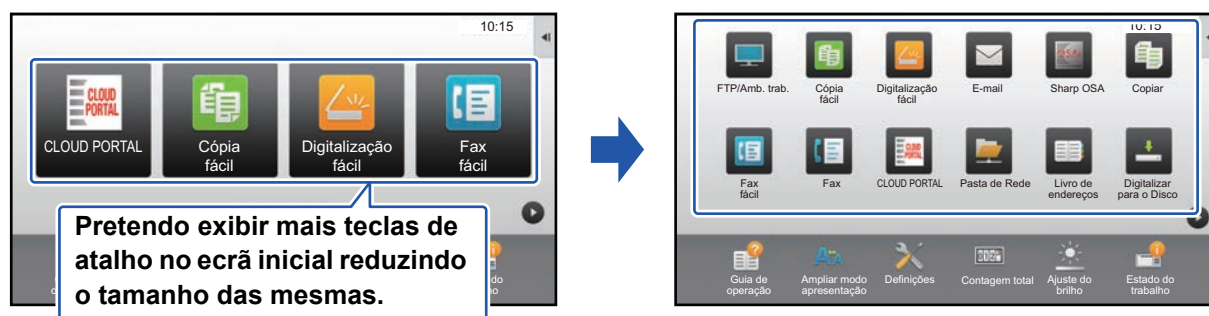 10:15
CLOUD
PORTAL
CLOUD PORTAL
Cópia
fácil
Digitalização
fácil
Fax
fácil
Pretendo exibir mais teclas de
atalho no ecrã inicial reduzindo
o tamanho das mesmas.
10:15
FTP/Amb. trab.
Cópia
fácil
Digitalização
fácil
E-mail
Sharp OSA
Copiar
Fax
fácil
Fax
CLOUD PORTAL
Pasta de Rede
Livro de
endereços
Digitalizar
para o Disco
Guia de
operação
Ampliar modo
apresentação
Definições
Contagem total
Ajuste do
brilho
Estado do
trabalho